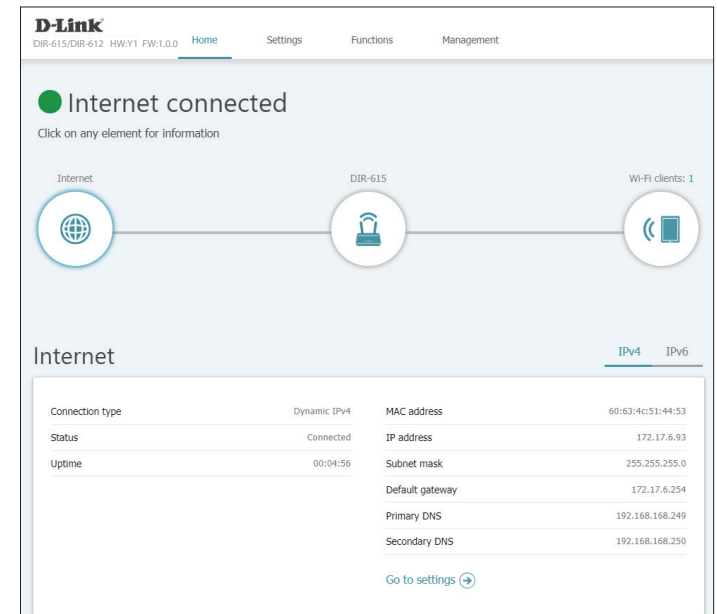 D-Link
DIR-615/DIR-612 HW:Y1 FW:1.0.0 Home Settings Functions Management
Internet connected
Click on any element for information
Internet DIR-615 Wi-Fi clients: 1
Internet IPv4 IPv6
Connection type Dynamic IPv4 MAC address 60:63:4c:51:44:53
Status Connected IP address 172.17.6.93
Uptime 00:04:56 Subnet mask 255.255.255.0
Default gateway 172.17.6.254
Primary DNS 192.168.168.249
Secondary DNS 192.168.168.250
Go to settings